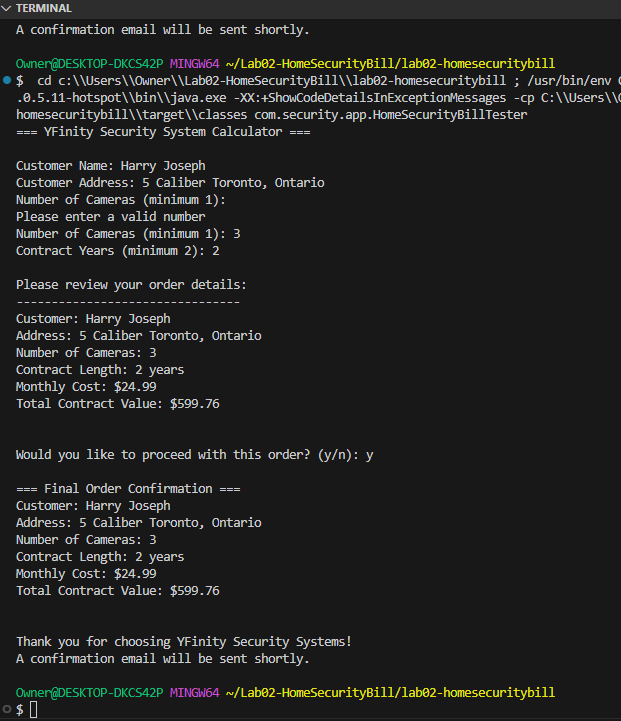 TERMINAL
A confirmation email will be sent shortly.
Owner@DESKTOP-DKCS42P MINGW64 ~/Lab02-HomeSecurityBill/lab02-homesecuritybill
$  cd c:\\Users\\Owner\\Lab02-HomeSecurityBill\\lab02-homesecuritybill ; /usr/bin/env
.0.5.11-hotspot\\bin\\java.exe -XX:+ShowCodeDetailsInExceptionMessages -cp C:\\Users\\
homesecuritybill\\target\\classes com.security.app.HomeSecurityBillTester
=== YFinity Security System Calculator ===
Customer Name: Harry Joseph
Customer Address: 5 Caliber Toronto, Ontario
Number of Cameras (minimum 1):
Please enter a valid number
Number of Cameras (minimum 1): 3
Contract Years (minimum 2): 2
Please review your order details:
--------------------------------
Customer: Harry Joseph
Address: 5 Caliber Toronto, Ontario
Number of Cameras: 3
Contract Length: 2 years
Monthly Cost: $24.99
Total Contract Value: $599.76
Would you like to proceed with this order? (y/n): y
=== Final Order Confirmation ===
Customer: Harry Joseph
Address: 5 Caliber Toronto, Ontario
Number of Cameras: 3
Contract Length: 2 years
Monthly Cost: $24.99
Total Contract Value: $599.76
Thank you for choosing YFinity Security Systems!
A confirmation email will be sent shortly.
Owner@DESKTOP-DKCS42P MINGW64 ~/Lab02-HomeSecurityBill/lab02-homesecuritybill
$